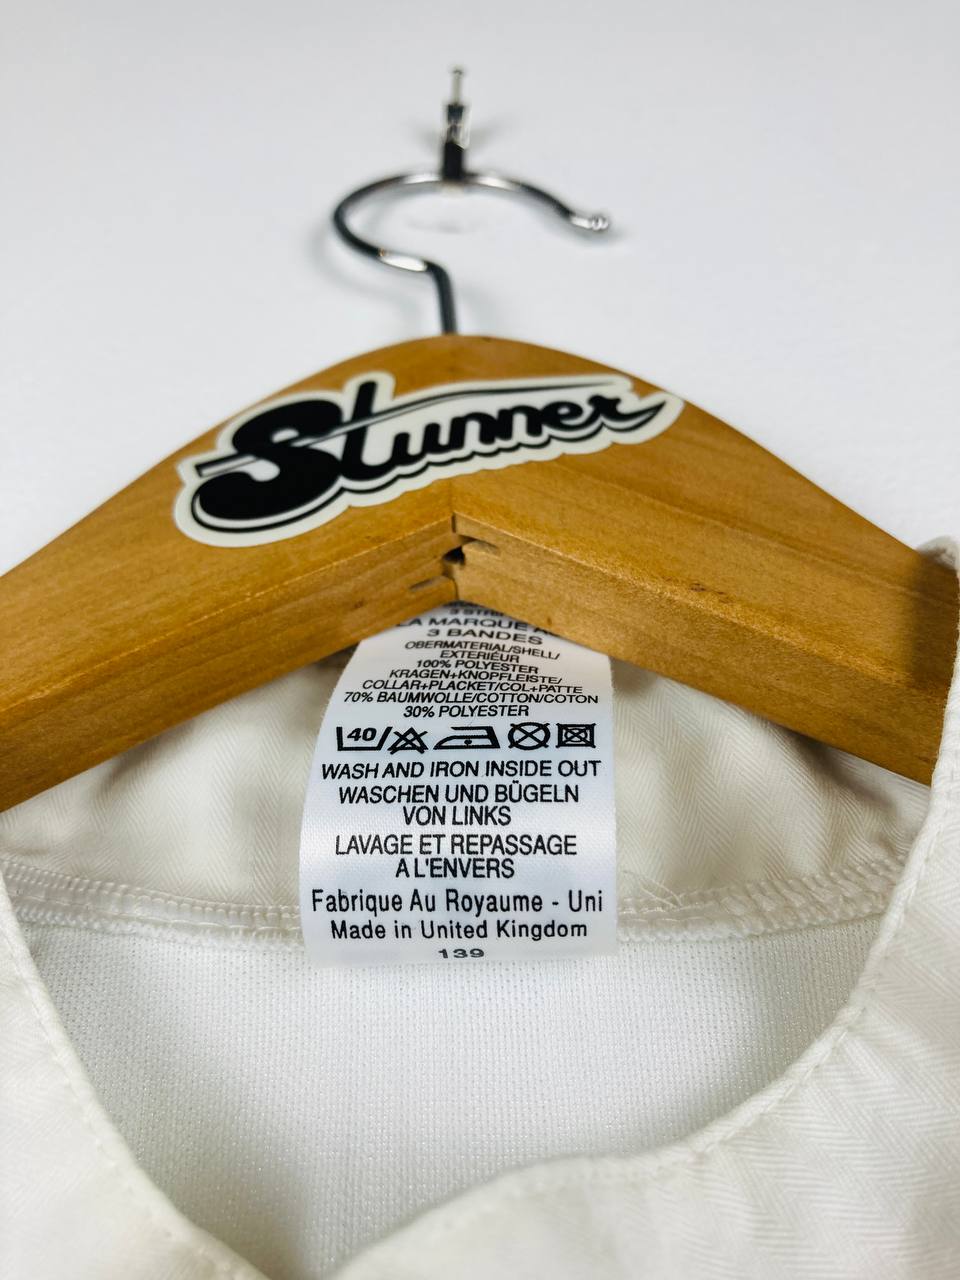 Stunner
LA MARQUE
3 BANDES
OBERMATERIAL/SHELL/
EXTERIEUR
100% POLYESTER
KRAGEN+KNOPFLEISTE/
COLLAR+PLACKET/COL+PATTE
70% BAUMWOLLE/COTTON/COTON
30% POLYESTER
40
WASH AND IRON INSIDE OUT
WASCHEN UND BÜGELN
VON LINKS
LAVAGE ET REPASSAGE
A L'ENVERS
Fabrique Au Royaume - Uni
Made in United Kingdom
139